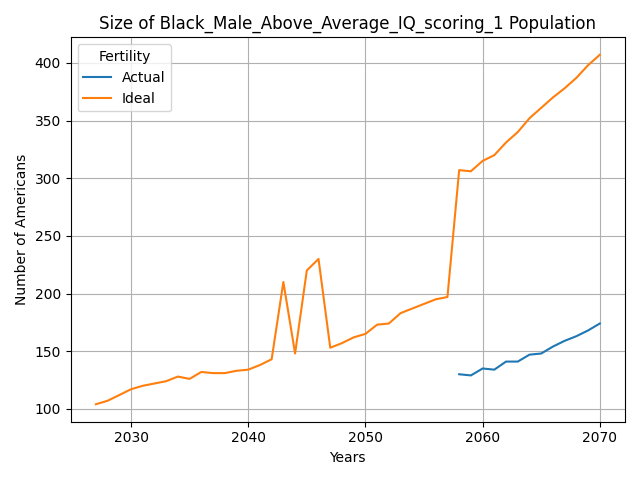 Size of Black_Male_Above_Average_IQ_scoring_1 Population
Fertility
Actual
Ideal
Number of Americans
400
350
300
250
200
150
100
2030 2040 2050 2060 2070
Years